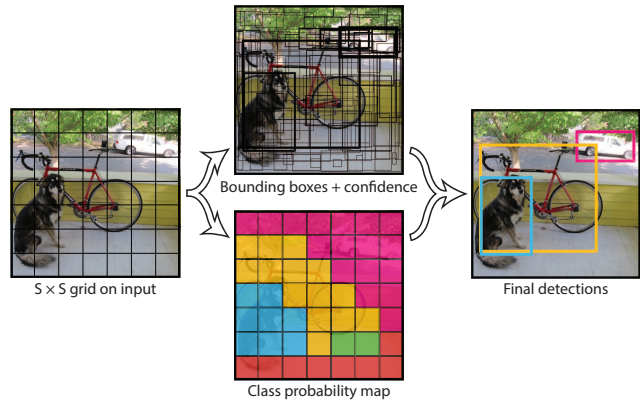 S × S grid on input
Bounding boxes + confidence
Class probability map
Final detections